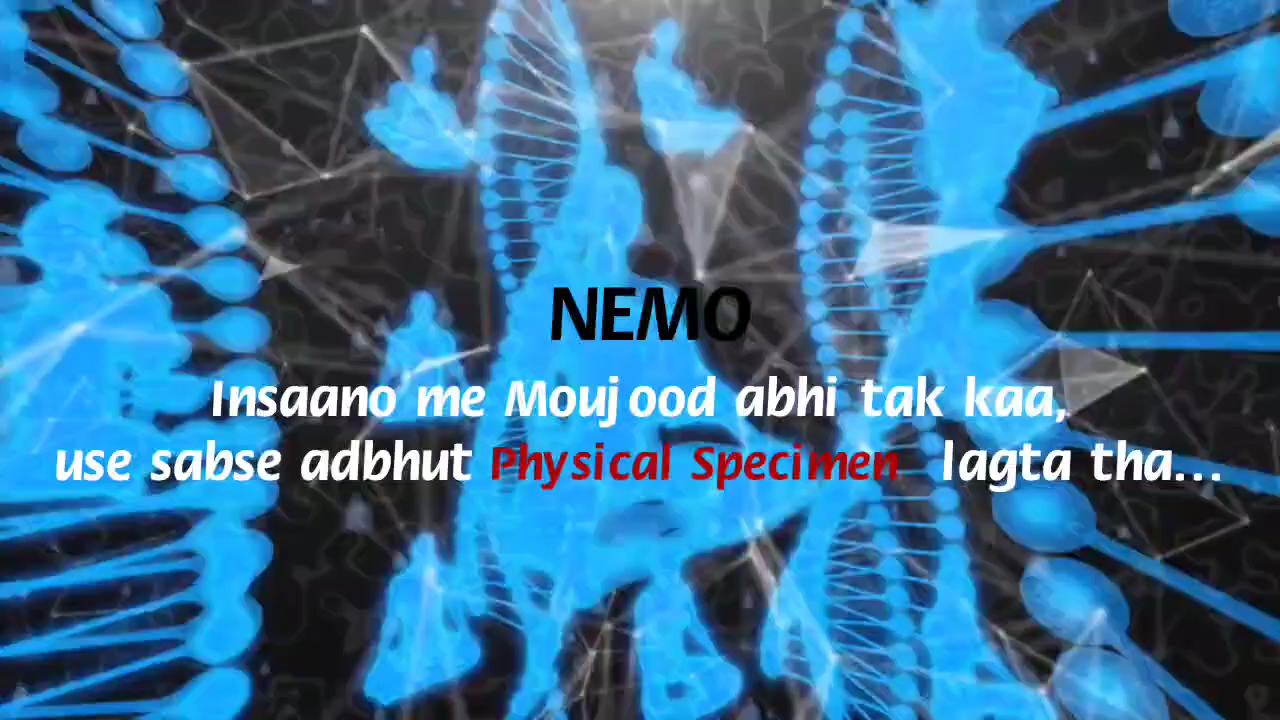 NEMO
Insaano me Moujood abhi tak kaa,
use sabse adbhut Physical Specimen lagta tha...